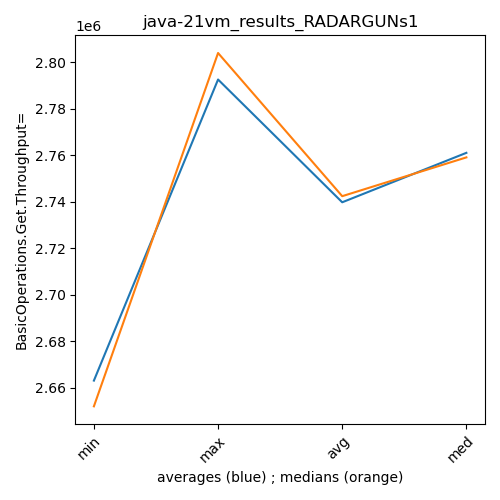 java-21vm_results_RADARGUNs1
1e6
2.80
2.78
2.76
2.74
2.72
2.70
2.68
2.66
BasicOperations.Get.Throughput=
min
max
avg
med
averages (blue) ; medians (orange)